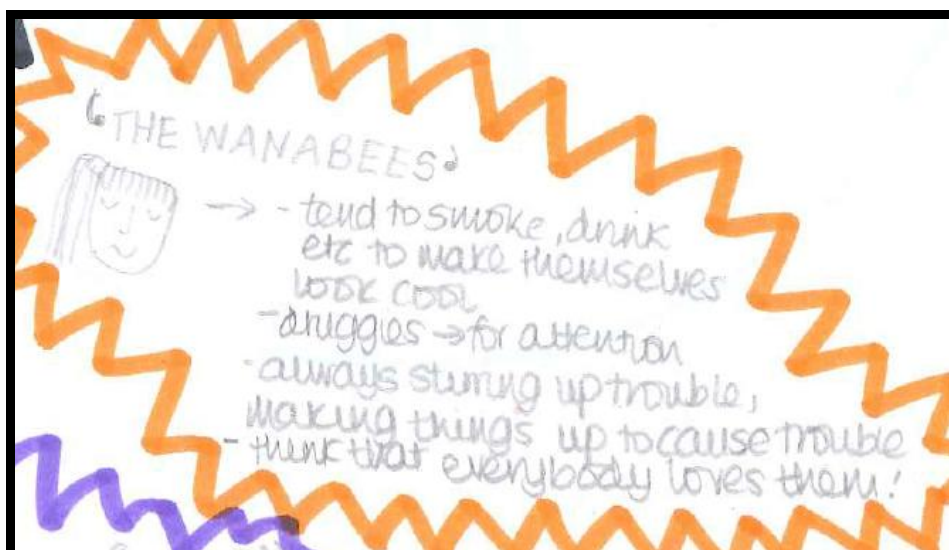 'THE WANABEES'
→ - tend to smoke, drink
etc to make themselves
look cool
- druggies → for attention
- always stirring up trouble,
making things up to cause trouble
- think that everybody loves them!